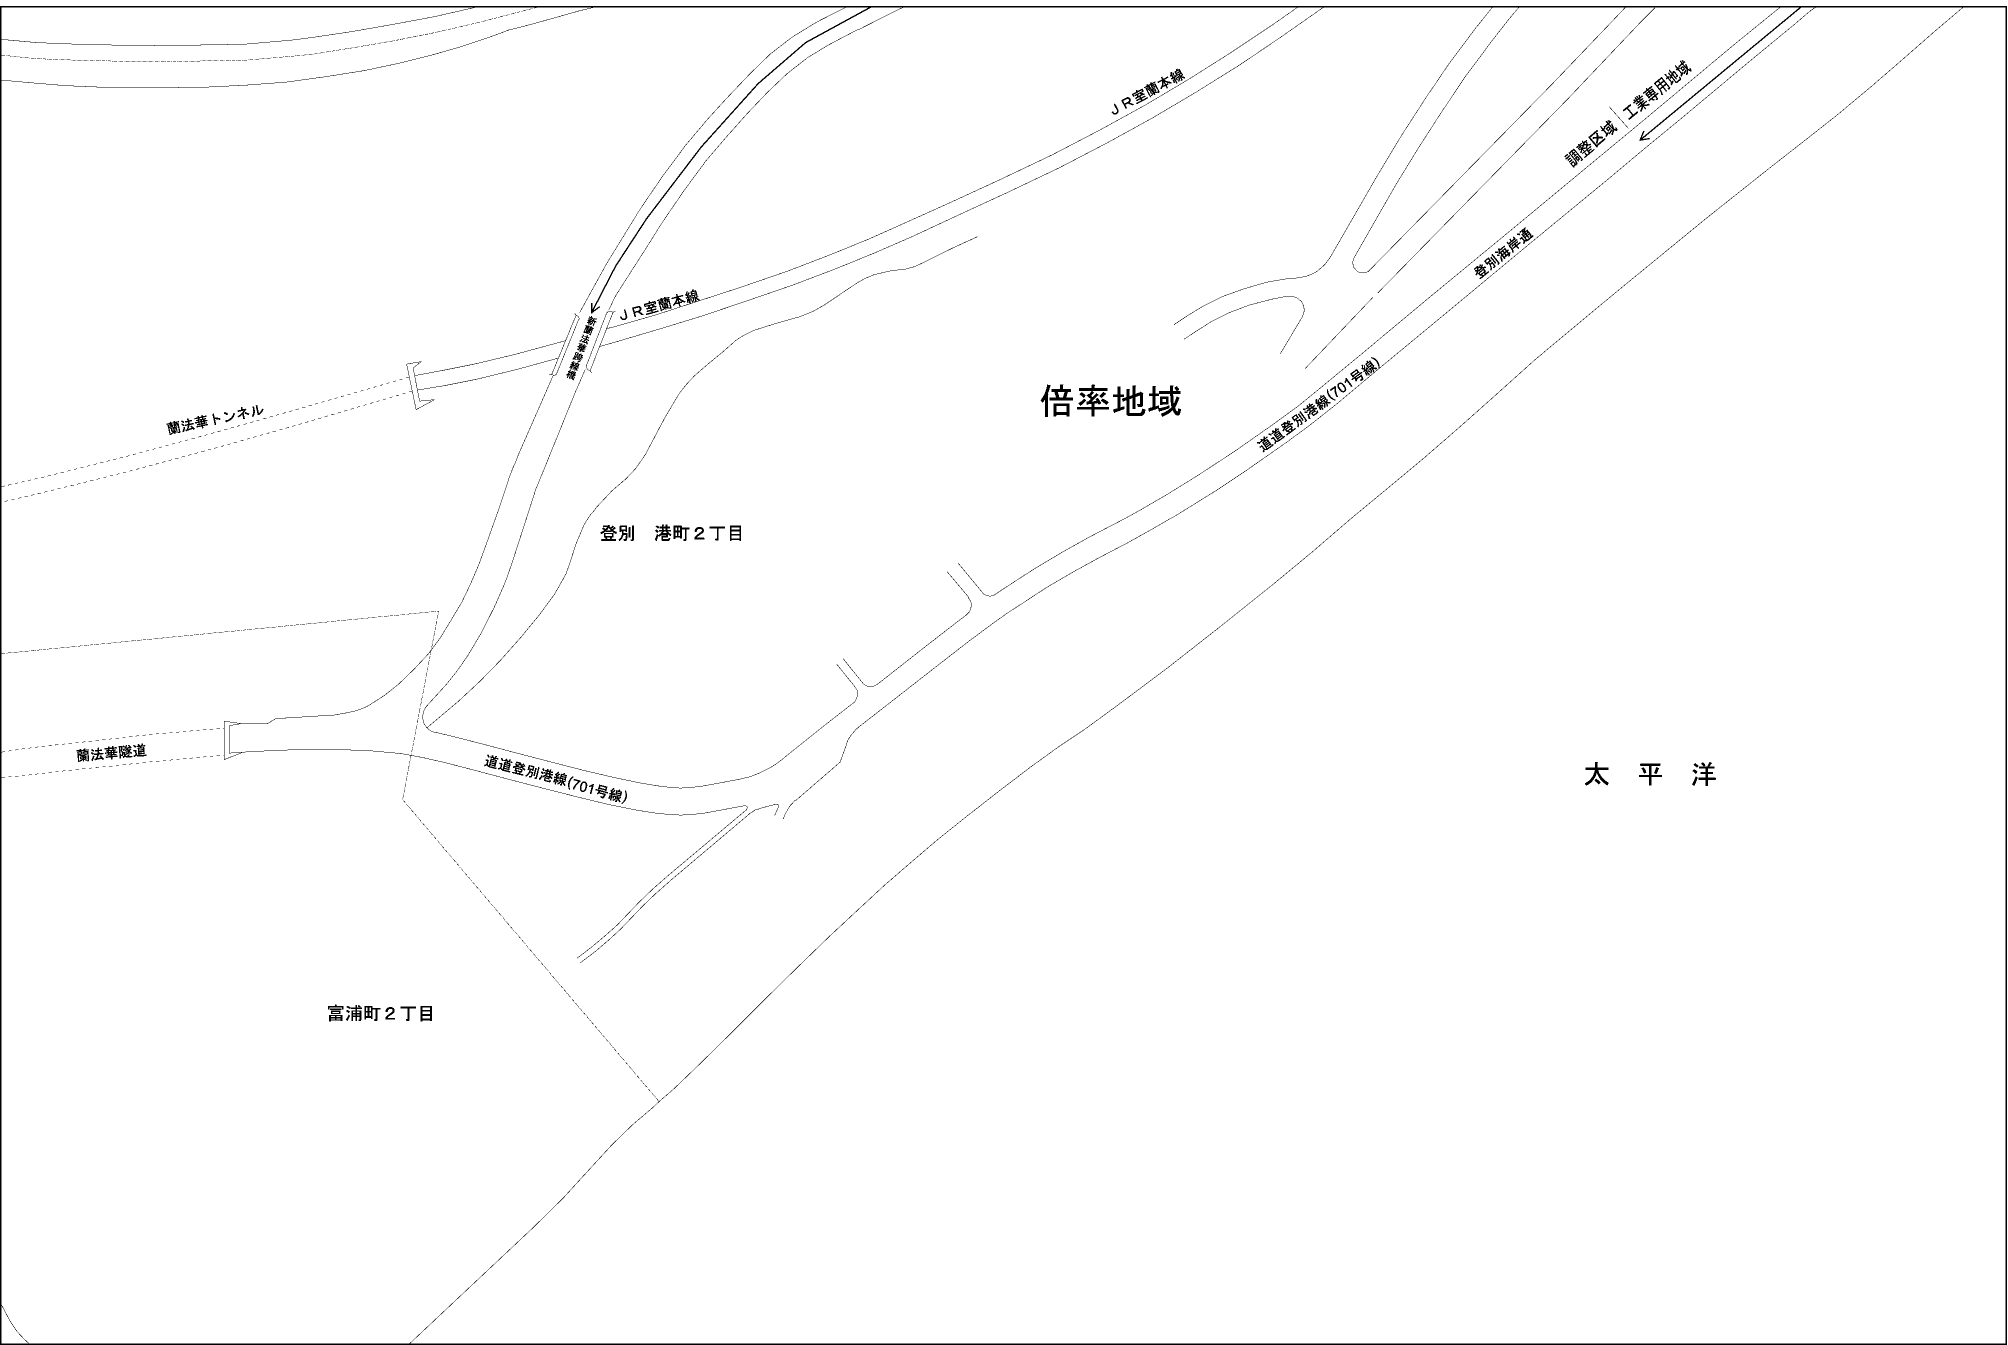 工業専用地域
調整区域
ＪＲ室蘭本線
登別海岸通
ＪＲ室蘭本線
新蘭法華跨線橋
倍率地域
道道登別港線(701号線)
蘭法華トンネル
登別　港町２丁目
蘭法華隧道
道道登別港線(701号線)
太　平　洋
富浦町２丁目